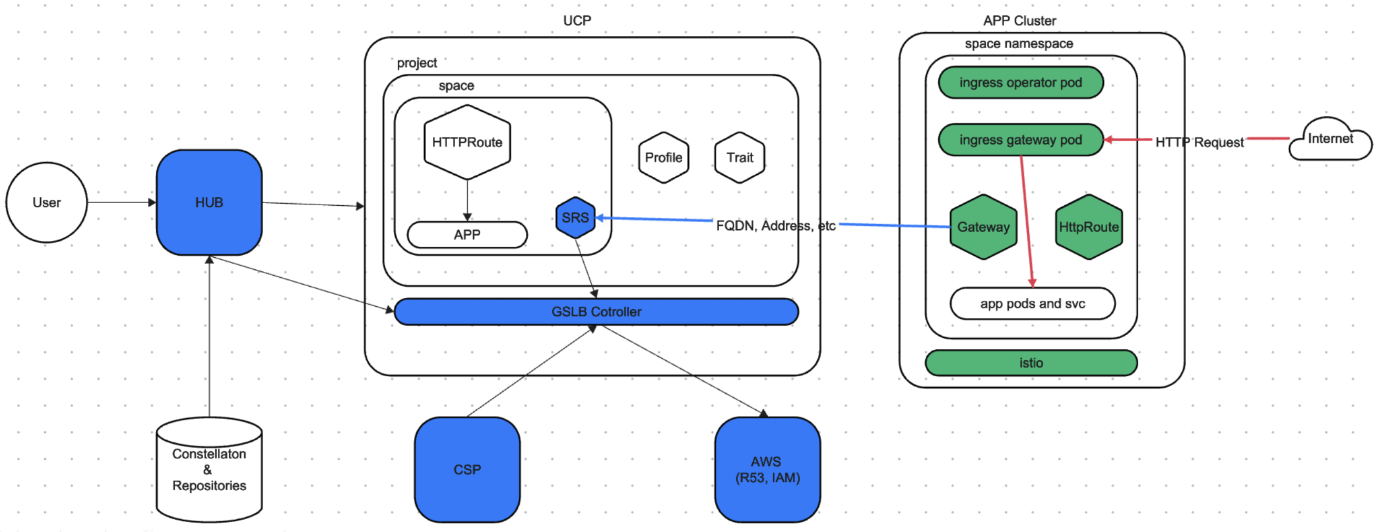 UCP
APP Cluster
project
space namespace
space
ingress operator pod
HTTPRoute
Profile
Trait
ingress gateway pod
HTTP Request
Internet
User
HUB
SRS
APP
FQDN, Address, etc
Gateway
HttpRoute
GSLB Cotroller
app pods and svc
istio
Constellaton
&
Repositories
CSP
AWS
(R53, IAM)